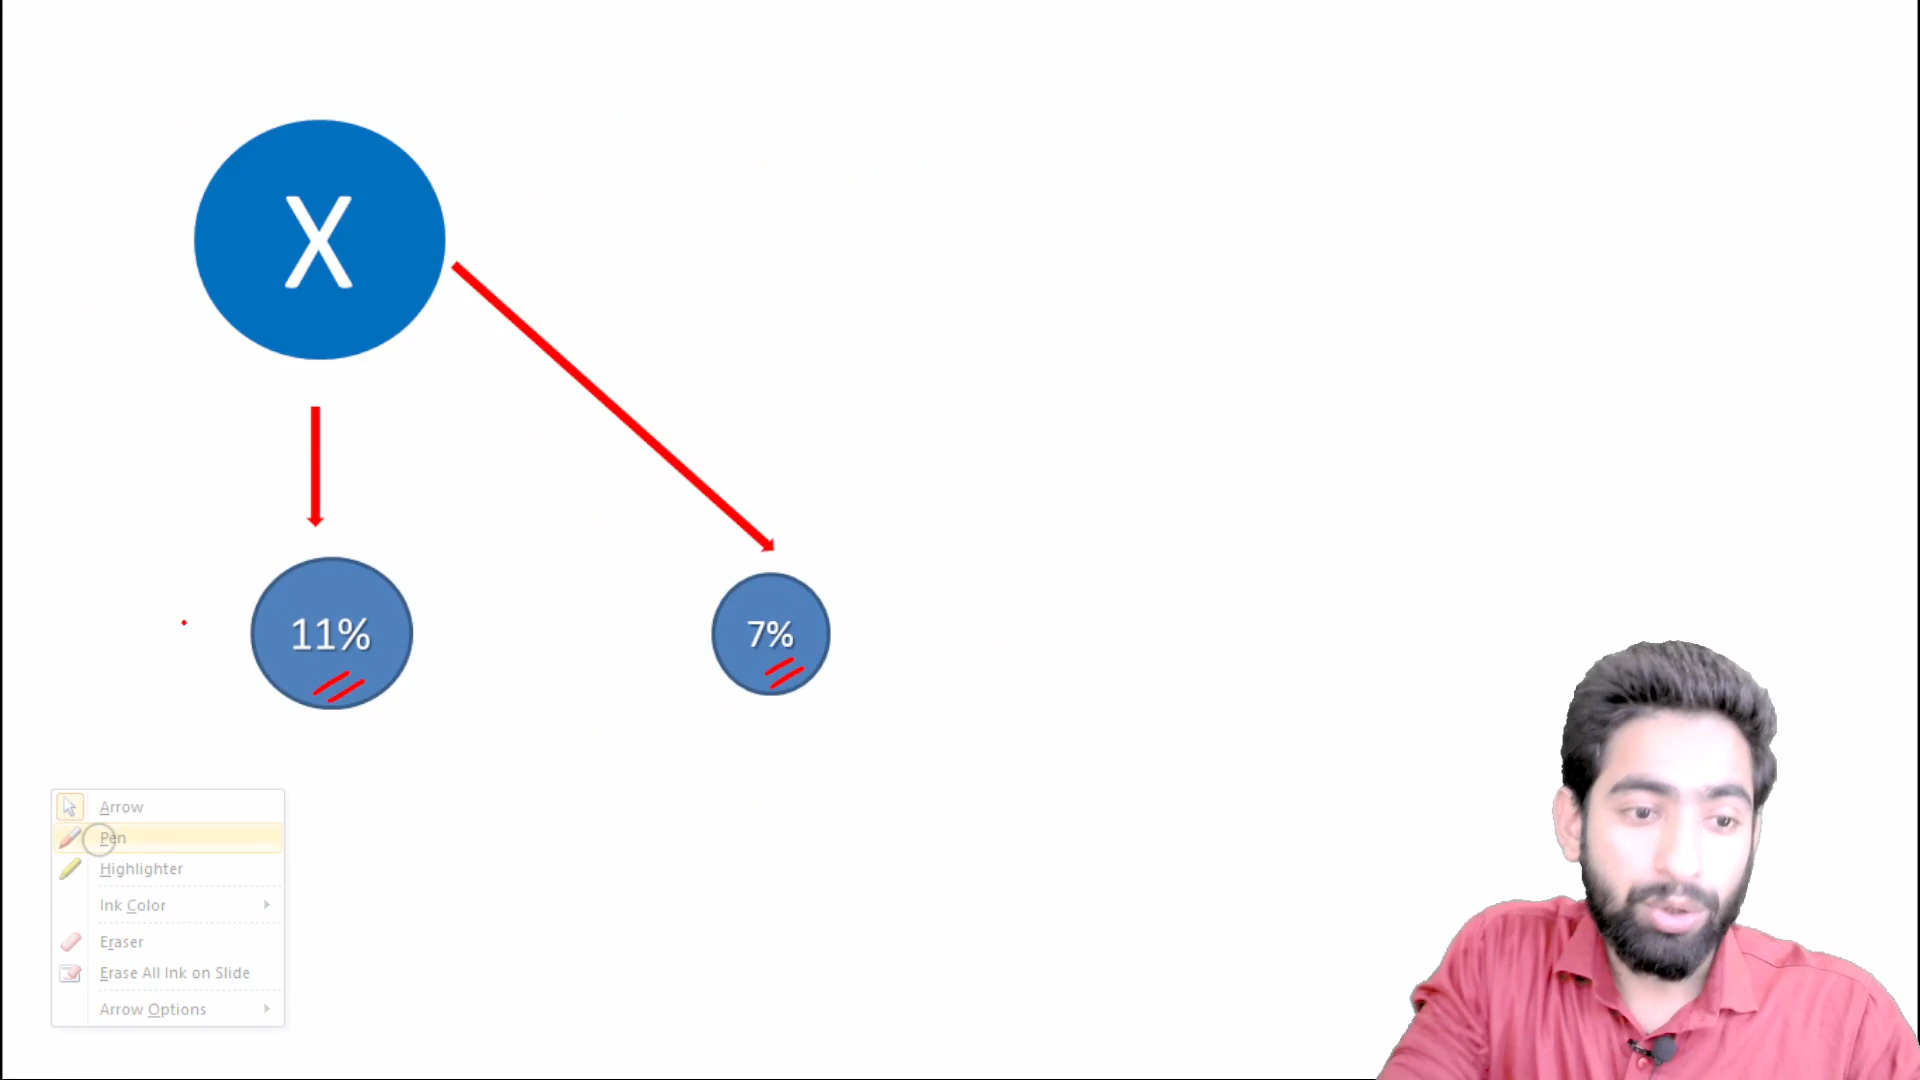 X
11%
7%
Arrow
Pen
Highlighter
Ink Color
Eraser
Erase All Ink on Slide
Arrow Options